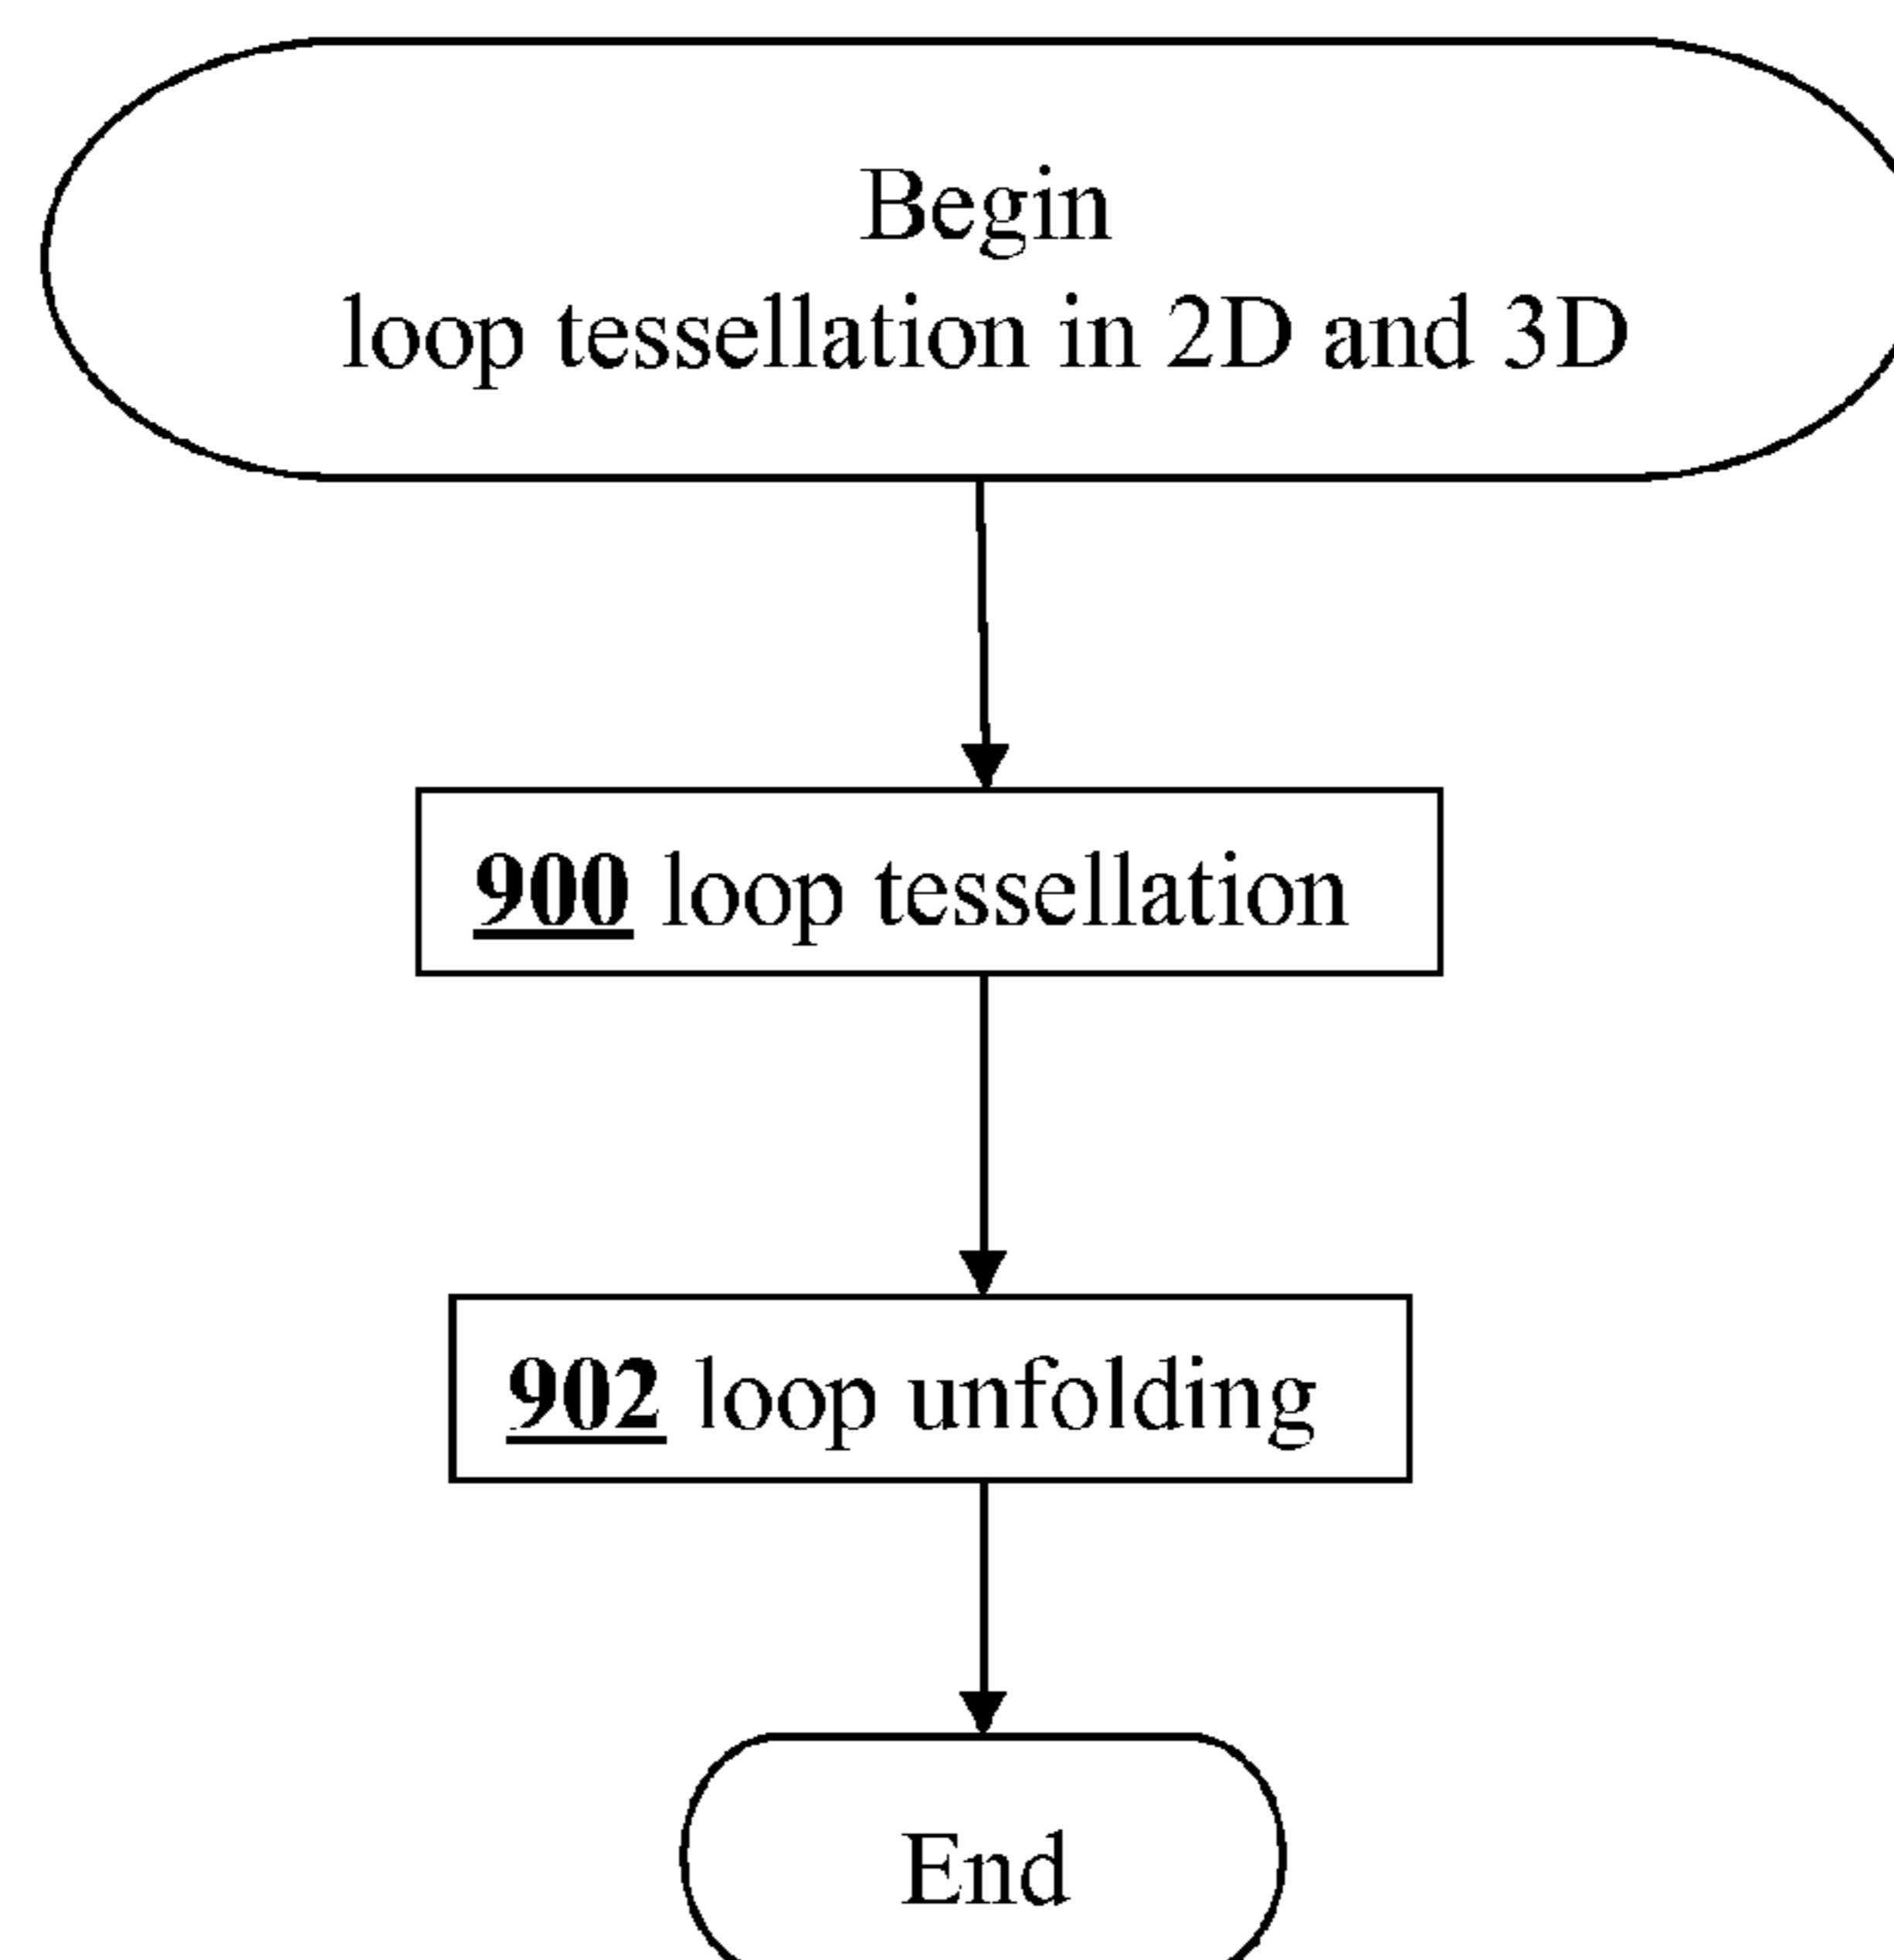 Begin
loop tessellation in 2D and 3D
900 loop tessellation
902 loop unfolding
End